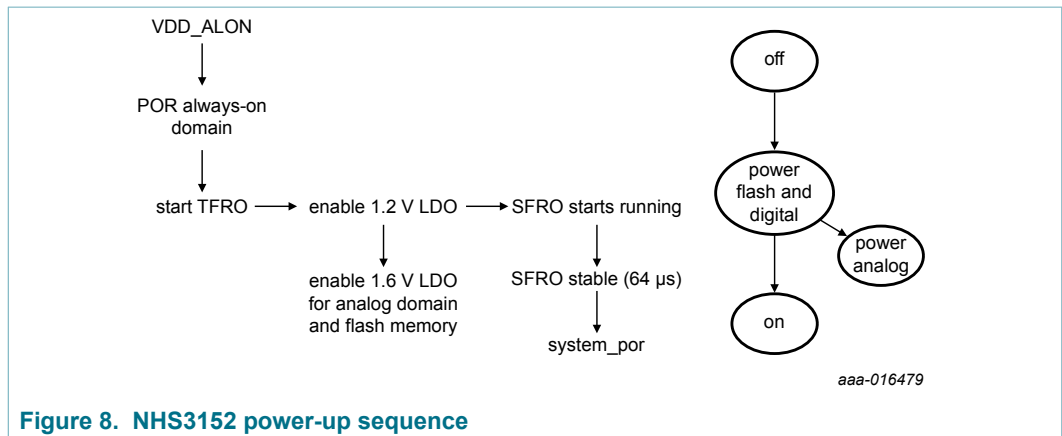 VDD_ALON
POR always-on
domain
start TFRO
enable 1.2 V LDO
SFRO starts running
enable 1.6 V LDO
for analog domain
and flash memory
SFRO stable (64 µs)
system_por
off
power
flash and
digital
power
analog
on
aaa-016479
Figure 8. NHS3152 power-up sequence